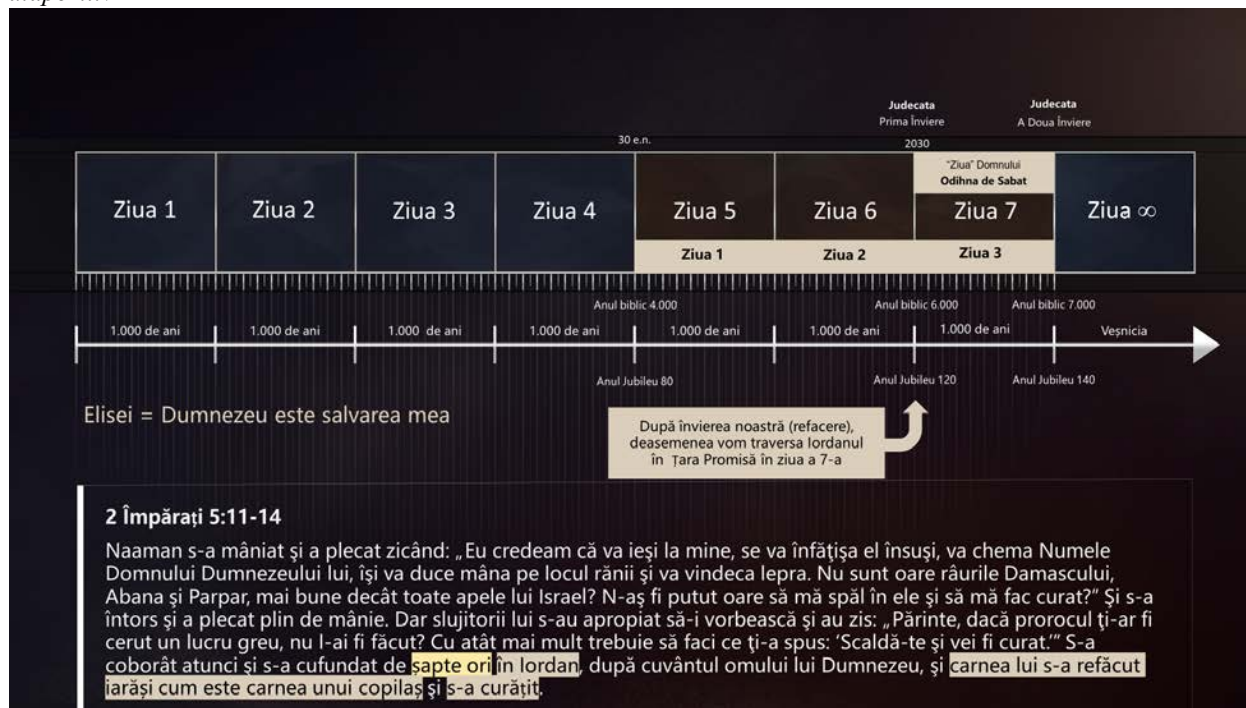 Judecata
Prima Înviere
Judecata
A Doua Înviere
30 e.n.
2030
Ziua 1
Ziua 2
Ziua 3
Ziua 4
Ziua 5
Ziua 6
"Ziua" Domnului
Odihna de Sabat
Ziua 7
Ziua ∞
Ziua 1
Ziua 2
Ziua 3
Anul biblic 4.000
Anul biblic 6.000
Anul biblic 7.000
1.000 de ani
1.000 de ani
1.000 de ani
1.000 de ani
1.000 de ani
1.000 de ani
1.000 de ani
Veșnicia
Anul Jubileu 80
Anul Jubileu 120
Anul Jubileu 140
Elisei = Dumnezeu este salvarea mea
După învierea noastră (refacere),
deasemenea vom traversa Iordanul
în Țara Promisă în ziua a 7-a
2 Împăraţi 5:11-14
Naaman s-a mâniat şi a plecat zicând: „Eu credeam că va ieşi la mine, se va înfăţişa el însuşi, va chema Numele
Domnului Dumnezeului lui, îşi va duce mâna pe locul rănii şi va vindeca lepra. Nu sunt oare râurile Damascului,
Abana şi Parpar, mai bune decât toate apele lui Israel? N-aş fi putut oare să mă spăl în ele şi să mă fac curat?” Şi s-a
întors şi a plecat plin de mânie. Dar slujitorii lui s-au apropiat să-i vorbească şi au zis: „Părinte, dacă prorocul ţi-ar fi
cerut un lucru greu, nu l-ai fi făcut? Cu atât mai mult trebuie să faci ce ţi-a spus: ‘Scaldă-te şi vei fi curat.’” S-a
coborât atunci şi s-a cufundat de şapte ori în Iordan, după cuvântul omului lui Dumnezeu, şi carnea lui s-a refăcut
iarăşi cum este carnea unui copilaş şi s-a curăţit.